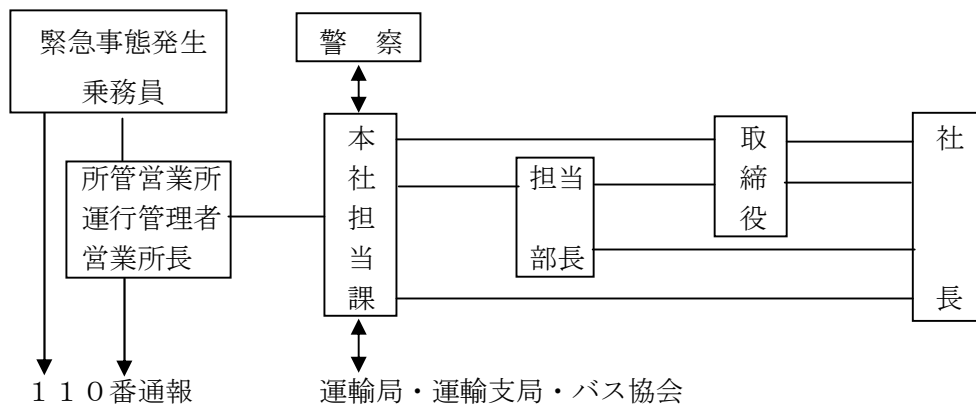 緊急事態発生
乗務員
警　察
所管営業所
運行管理者
営業所長
本社担当課
担当
部長
取締役
社長
１１０番通報
運輸局・運輸支局・バス協会